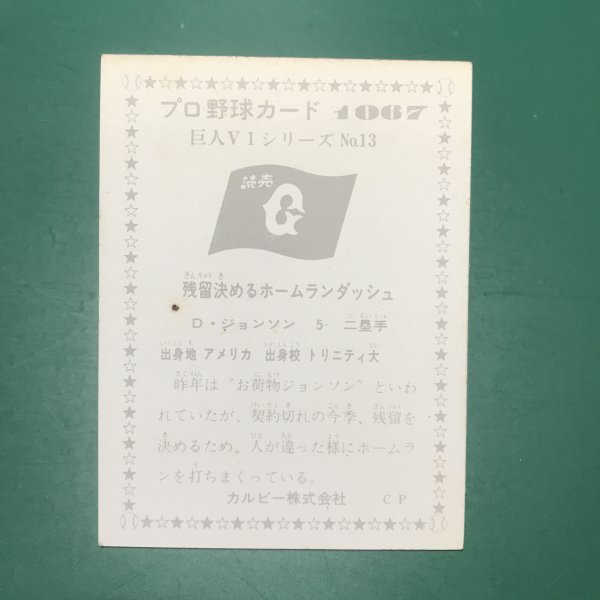 プロ野球カード 1067
巨人V1シリーズ No.13
読売
G
残留決めるホームランダッシュ
D・ジョンソン 5 二塁手
出身地 アメリカ 出身校 トリニティ大
昨年は“お荷物ジョンソン”といわ
れていたが、契約切れの今季、残留を
決めるため。人が違った様にホームラ
ンを打ちまくっている。
カルビー株式会社 CP